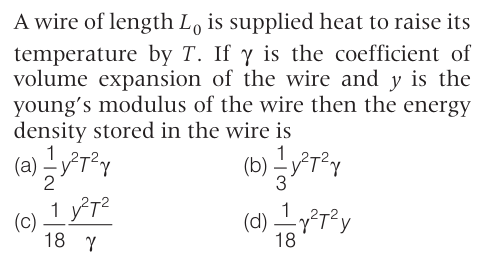 A wire of length L₀ is supplied heat to raise its
temperature by T. If γ is the coefficient of
volume expansion of the wire and y is the
young's modulus of the wire then the energy
density stored in the wire is
(a) 1/2 y²T²γ (b) 1/3 y²T²γ
(c) 1/18 y²T²/γ (d) 1/18 γ²T²y